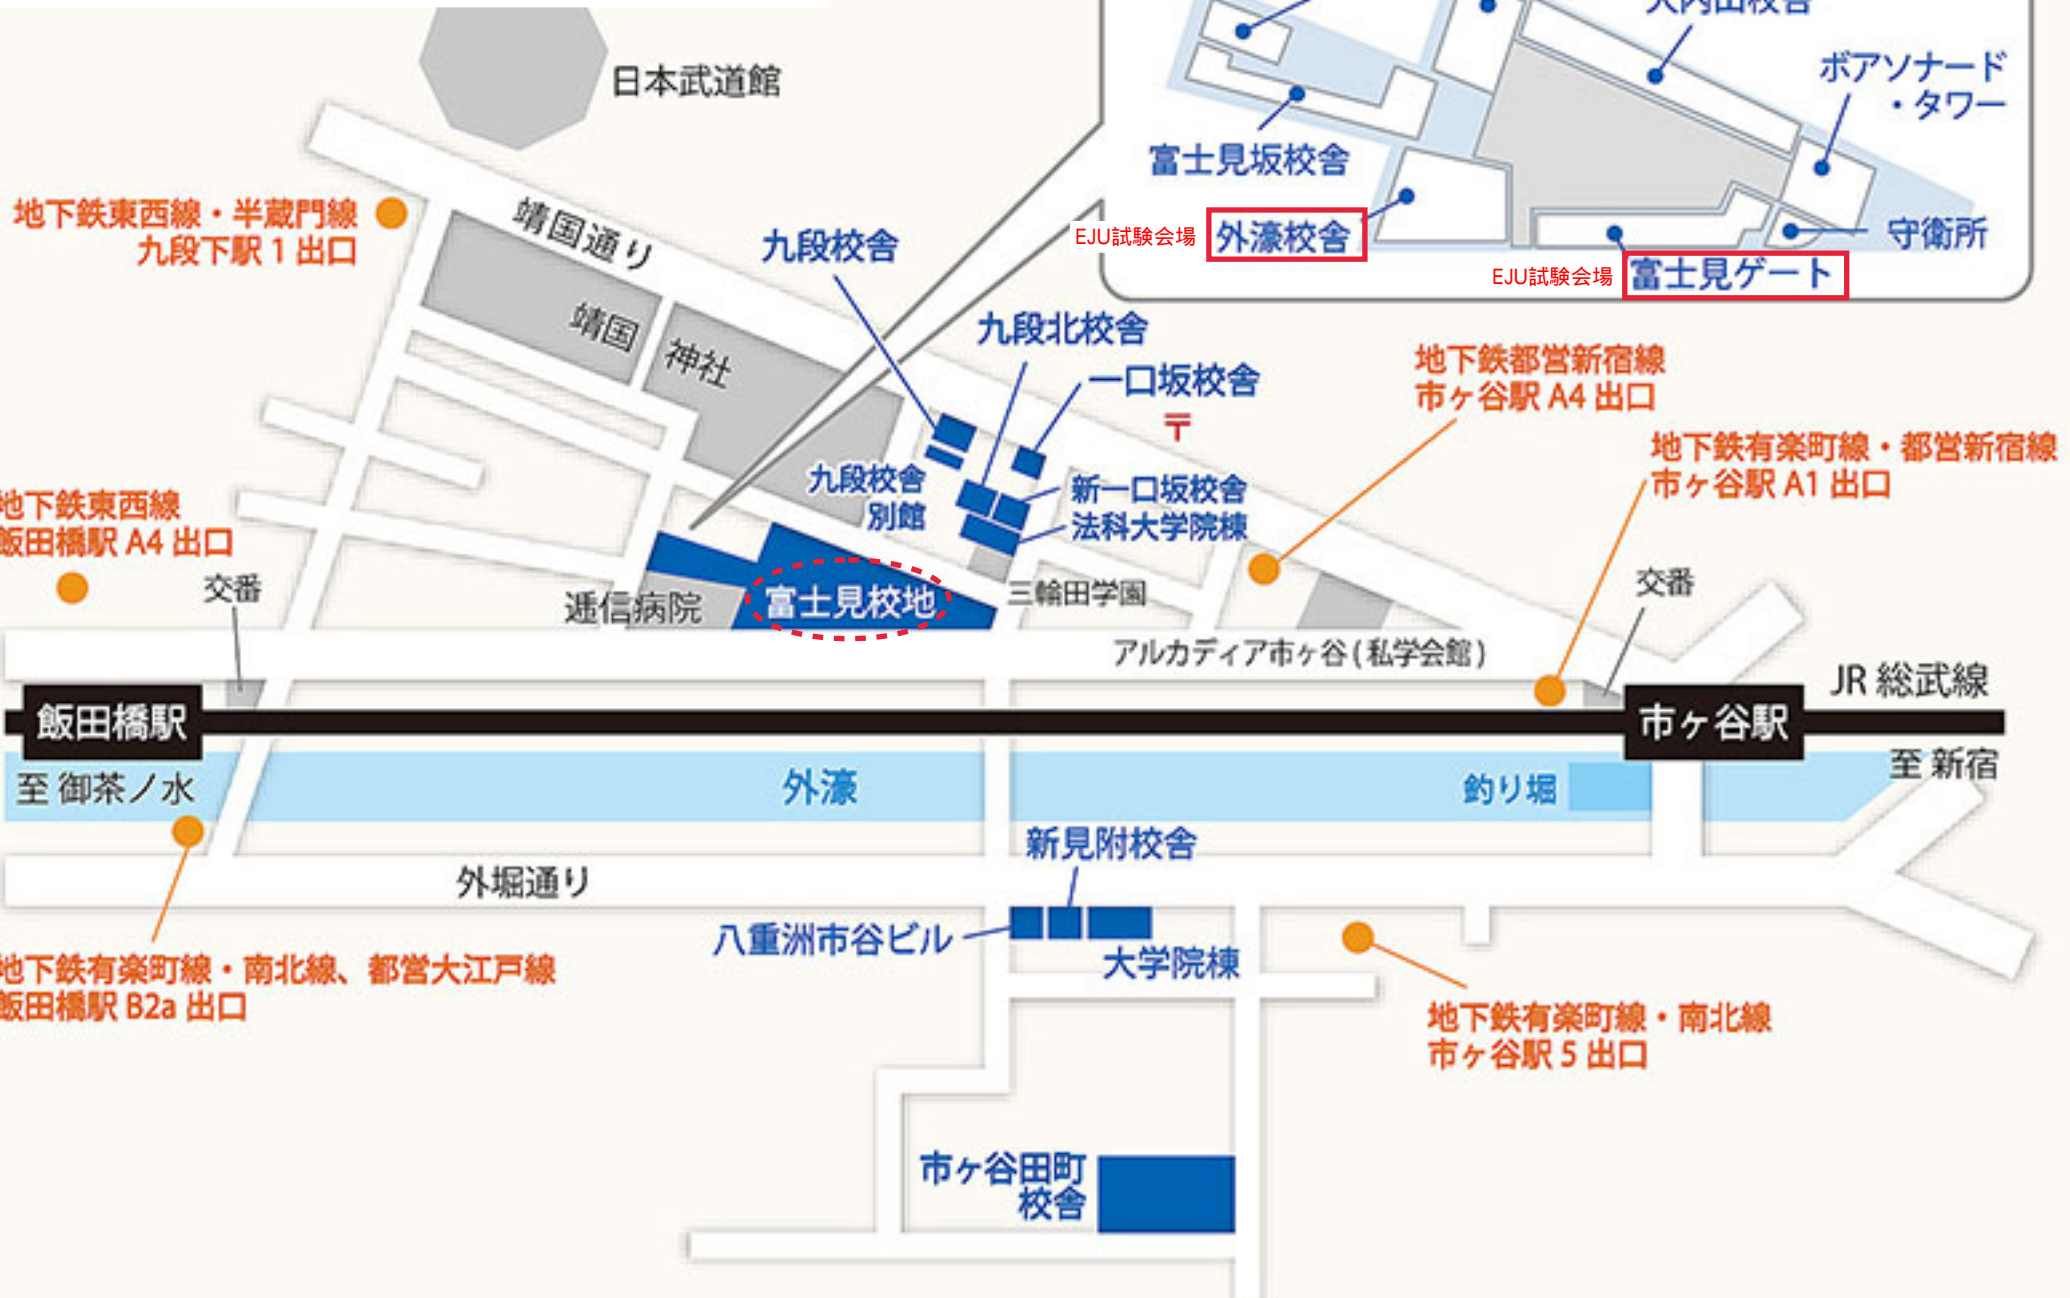 大内山校舎
日本武道館
ボアソナード
・タワー
富士見坂校舎
地下鉄東西線・半蔵門線
九段下駅 1 出口
靖国通り
九段校舎
EJU試験会場
外濠校舎
守衛所
EJU試験会場
富士見ゲート
靖国
神社
九段北校舎
一口坂校舎
〒
地下鉄都営新宿線
市ヶ谷駅 A4 出口
地下鉄有楽町線・都営新宿線
市ヶ谷駅 A1 出口
九段校舎
別館
新一口坂校舎
法科大学院棟
地下鉄東西線
飯田橋駅 A4 出口
交番
逓信病院
富士見校地
三輪田学園
交番
アルカディア市ヶ谷 ( 私学会館 )
JR 総武線
飯田橋駅
市ヶ谷駅
至 御茶ノ水
外濠
釣り堀
至 新宿
新見附校舎
外堀通り
八重洲市谷ビル
大学院棟
地下鉄有楽町線・南北線、都営大江戸線
飯田橋駅 B2a 出口
地下鉄有楽町線・南北線
市ヶ谷駅 5 出口
市ヶ谷田町
校舎